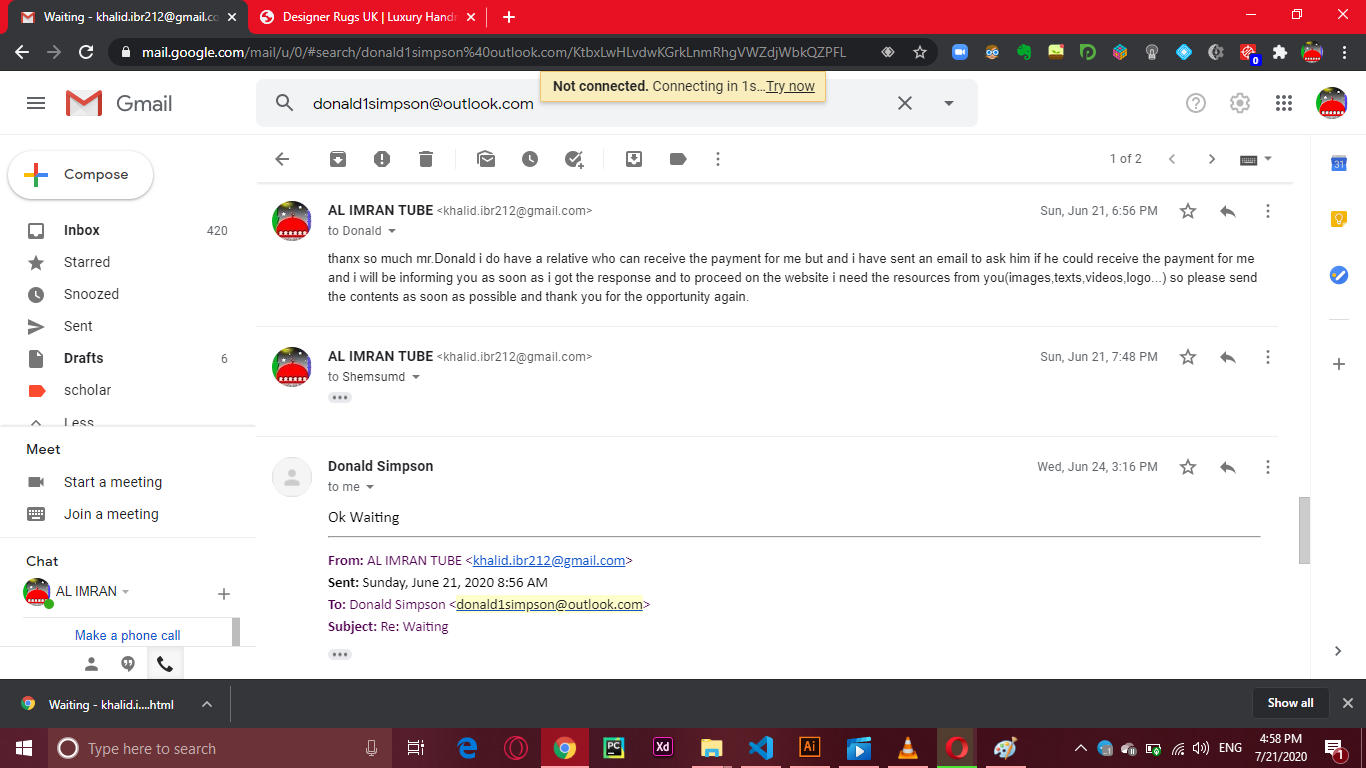 Waiting - khalid.ibr212@gmail.co
Designer Rugs UK | Luxury Handr
mail.google.com/mail/u/0/#search/donald1simpson%40outlook.com/KtbxLwHLvdwKGrkLnmRhgVWZdjWbkQZPFL
0
Not connected. Connecting in 1s...Try now
Gmail
donald1simpson@outlook.com
Compose
1 of 2
31
Inbox 420
Starred
Snoozed
Sent
Drafts 6
scholar
Less
AL IMRAN TUBE <khalid.ibr212@gmail.com>
Sun, Jun 21, 6:56 PM
to Donald
thanx so much mr.Donald i do have a relative who can receive the payment for me but and i have sent an email to ask him if he could receive the payment for me
and i will be informing you as soon as i got the response and to proceed on the website i need the resources from you(images,texts,videos,logo...) so please send
the contents as soon as possible and thank you for the opportunity again.
AL IMRAN TUBE <khalid.ibr212@gmail.com>
Sun, Jun 21, 7:48 PM
to Shemsumd
Donald Simpson
Wed, Jun 24, 3:16 PM
to me
Ok Waiting
From: AL IMRAN TUBE <khalid.ibr212@gmail.com>
Sent: Sunday, June 21, 2020 8:56 AM
To: Donald Simpson <donald1simpson@outlook.com>
Subject: Re: Waiting
Meet
Start a meeting
Join a meeting
Chat
AL IMRAN
Make a phone call
Waiting - khalid.i....html
Show all
Type here to search
PC
Xd
Ai
ENG
4:58 PM
7/21/2020
1